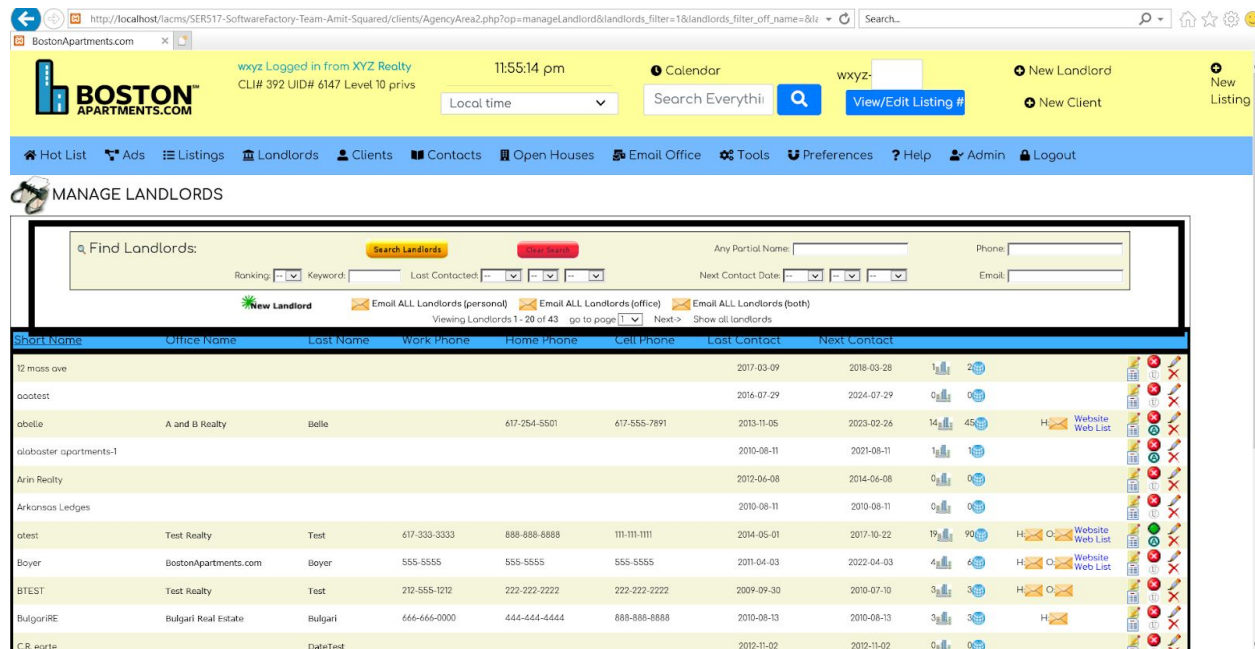 http://localhost/lacms/SER517-SoftwareFactory-Team-Amit-Squared/clients/AgencyArea2.php?op=manageLandlord&landlords_filter=1&landlords_filter_off_name=&la Search...
BostonApartments.com
wxyz Logged in from XYZ Realty
CLI# 392 UID# 6147 Level 10 privs
11:55:14 pm
Local time
Calendar
Search Everythi
wxyz-
View/Edit Listing #
New Landlord
New Client
New Listing
BOSTON™
APARTMENTS.COM
Hot List Ads Listings Landlords Clients Contacts Open Houses Email Office Tools Preferences ? Help Admin Logout
MANAGE LANDLORDS
Find Landlords: Search Landlords Clear Search Any Partial Name: Phone:
Ranking: -- Keyword: Last Contacted: -- -- -- Next Contact Date: -- -- -- Email:
New Landlord Email ALL Landlords (personal) Email ALL Landlords (office) Email ALL Landlords (both)
Viewing Landlords 1 - 20 of 43 go to page 1 Next-> Show all landlords
Short Name Office Name Last Name Work Phone Home Phone Cell Phone Last Contact Next Contact
12 mass ave 2017-03-09 2018-03-28 1 2
aaatest 2016-07-29 2024-07-29 0 0
abelle A and B Realty Belle 617-254-5501 617-555-7891 2013-11-05 2023-02-26 14 45 H: Website Web List
alabaster apartments-1 2010-08-11 2021-08-11 1 1
Arin Realty 2012-06-08 2014-06-08 0 0
Arkansas Ledges 2010-08-11 2010-08-11 0 0
atest Test Realty Test 617-333-3333 888-888-8888 111-111-1111 2014-05-01 2017-10-22 19 90 H: O: Website Web List
Boyer BostonApartments.com Boyer 555-5555 555-5555 555-5555 2011-04-03 2022-04-03 4 6 H: O: Website Web List
BTEST Test Realty Test 212-555-1212 222-222-2222 222-222-2222 2009-09-30 2010-07-10 3 3 H: O:
BulgariRE Bulgari Real Estate Bulgari 666-666-0000 444-444-4444 888-888-8888 2010-08-13 2010-08-13 3 3 H:
C.R. earte DateTest 2012-11-02 2012-11-02 0 0